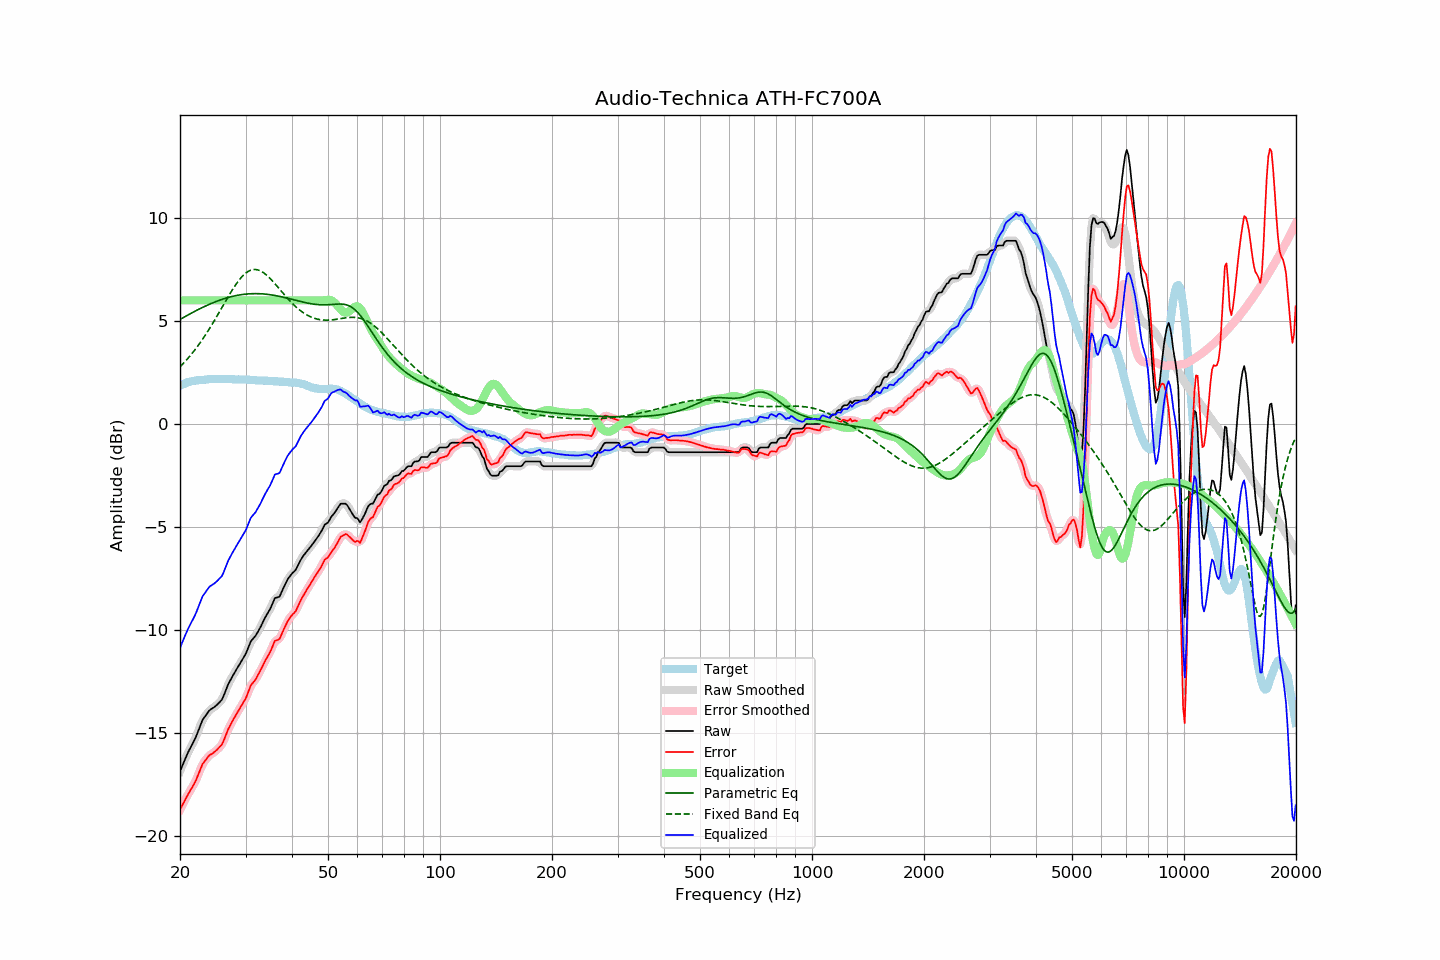 Audio-Technica ATH-FC700A
Amplitude (dBr)
10
5
0
−5
−10
−15
−20
Target
Raw Smoothed
Error Smoothed
Raw
Error
Equalization
Parametric Eq
Fixed Band Eq
Equalized
20 50 100 200 500 1000 2000 5000 10000 20000
Frequency (Hz)